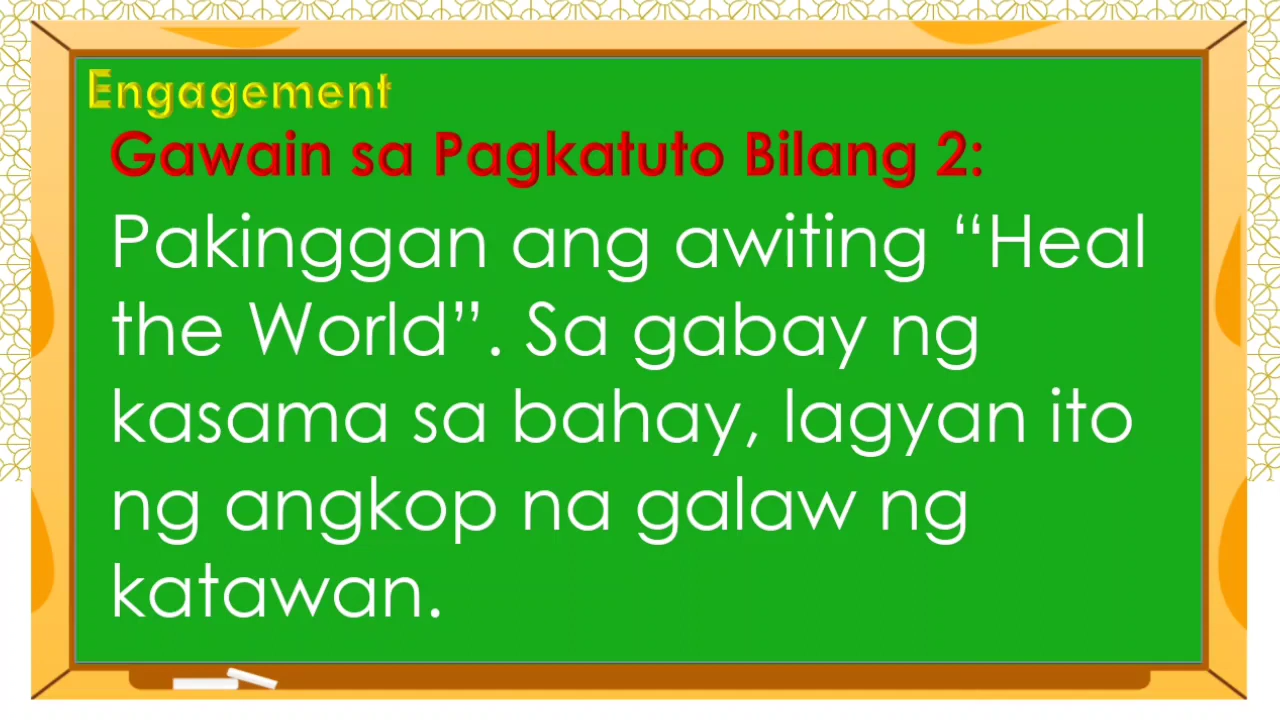 Engagement
Gawain sa Pagkatuto Bilang 2:
Pakinggan ang awiting “Heal
the World”. Sa gabay ng
kasama sa bahay, lagyan ito
ng angkop na galaw ng
katawan.